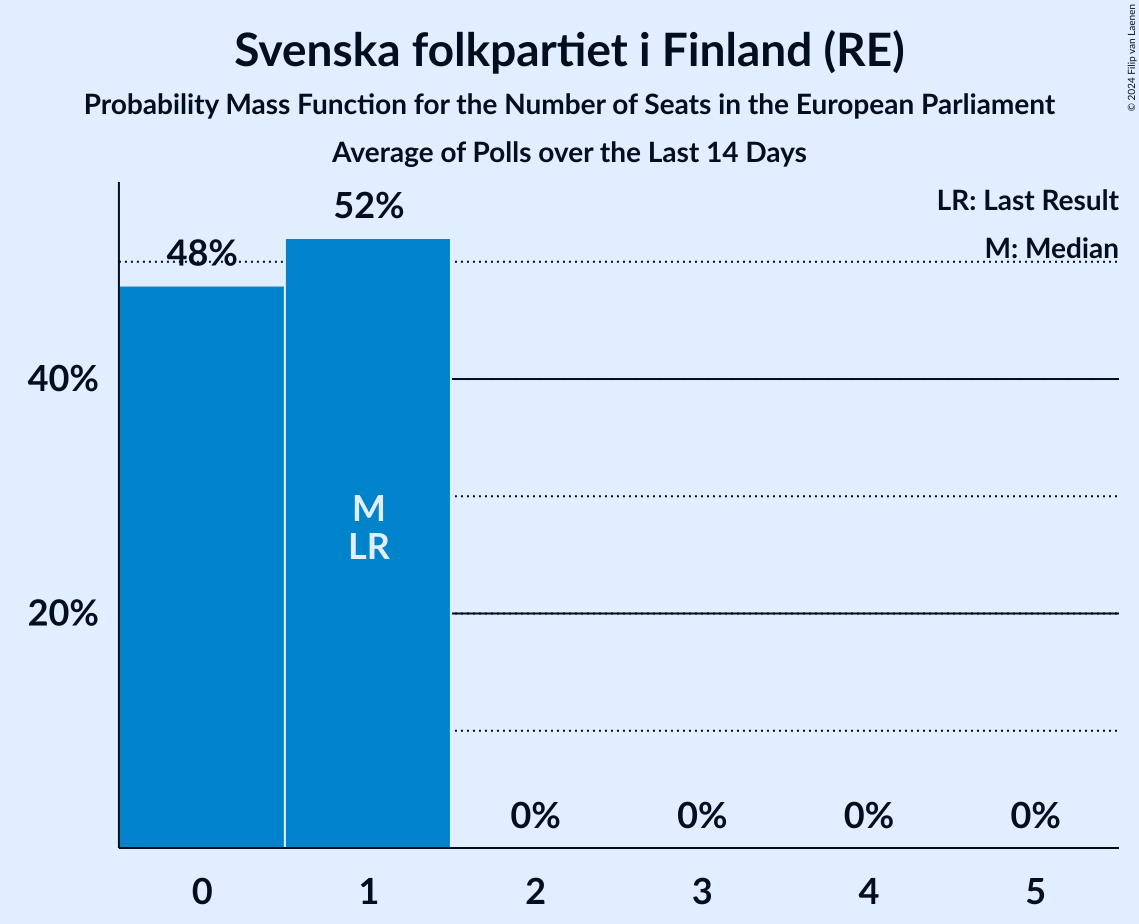 Svenska folkpartiet i Finland (RE)
Probability Mass Function for the Number of Seats in the European Parliament
Average of Polls over the Last 14 Days
© 2024 Filip van Laenen
LR: Last Result
M: Median
52%
48%
40%
20%
M
LR
0%
0%
0%
0%
0
1
2
3
4
5